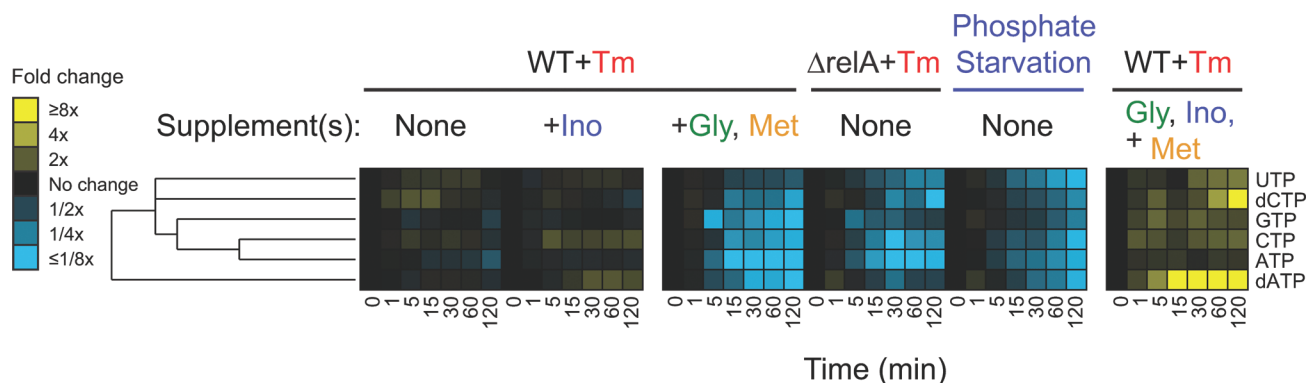 Phosphate
Starvation
WT+Tm
ΔrelA+Tm
WT+Tm
Fold change
≥8x
4x
2x
No change
1/2x
1/4x
≤1/8x
Supplement(s):
None
+Ino
+Gly, Met
None
None
Gly, Ino,
+ Met
UTP
dCTP
GTP
CTP
ATP
dATP
0 1 5 15 30 60 120 0 1 5 15 30 60 120 0 1 5 15 30 60 120 0 1 5 15 30 60 120 0 1 5 15 30 60 120 0 1 5 15 30 60 120
Time (min)